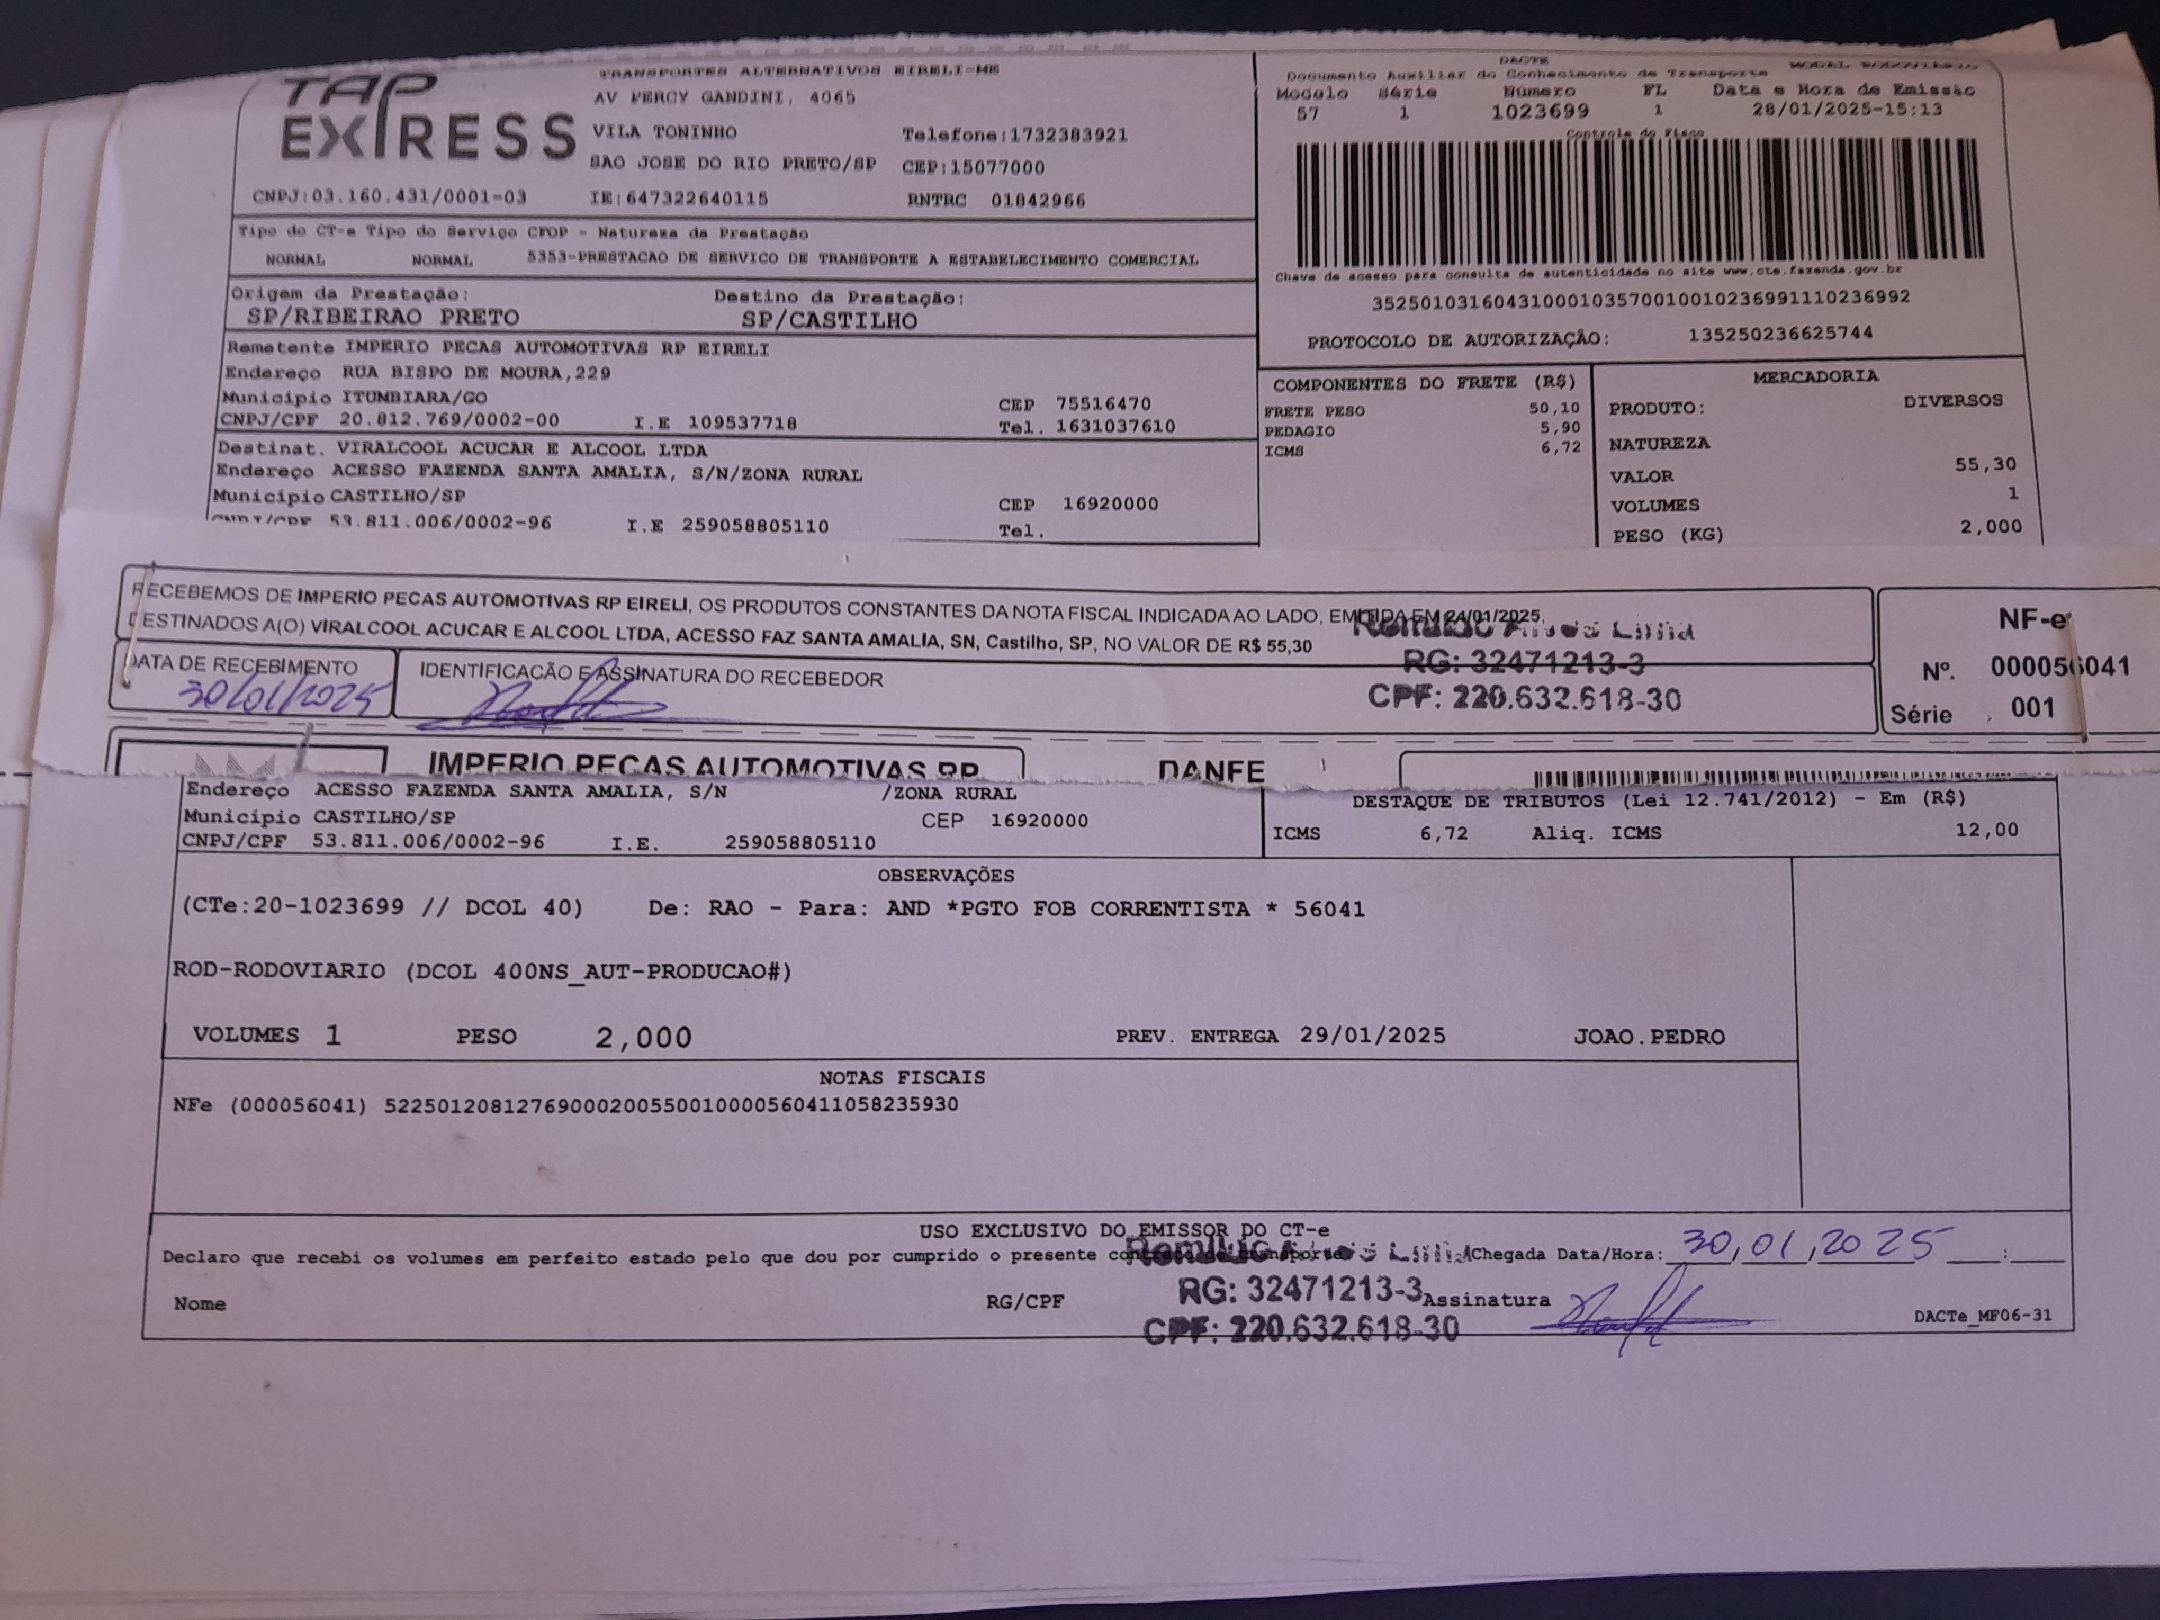 TAP EXPRESS
TRANSPORTES ALTERNATIVOS EIRELI-ME
AV PERCY GANDINI, 4065
VILA TONINHO Telefone:1732383921
SAO JOSE DO RIO PRETO/SP CEP:15077000
CNPJ:03.160.431/0001-03 IE:647322640115 RNTRC 01842966
Tipo do CT-e Tipo do Serviço CFOP - Natureza da Prestação
NORMAL NORMAL 5353-PRESTACAO DE SERVICO DE TRANSPORTE A ESTABELECIMENTO COMERCIAL
Origem da Prestação: Destino da Prestação:
SP/RIBEIRAO PRETO SP/CASTILHO
Remetente IMPERIO PECAS AUTOMOTIVAS RP EIRELI
Endereço RUA BISPO DE MOURA,229
Município ITUMBIARA/GO CEP 75516470
CNPJ/CPF 20.812.769/0002-00 I.E 109537718 Tel. 1631037610
Destinat. VIRALCOOL ACUCAR E ALCOOL LTDA
Endereço ACESSO FAZENDA SANTA AMALIA, S/N/ZONA RURAL
Município CASTILHO/SP CEP 16920000
CNPJ/CPF 53.811.006/0002-96 I.E 259058805110 Tel.
DACTE
Documento Auxiliar do Conhecimento de Transporte MODAL RODOVIARIO
Modelo Série Número FL Data e Hora de Emissão
57 1 1023699 1 28/01/2025-15:13
Controle do Fisco
Chave de acesso para consulta de autenticidade no site www.cte.fazenda.gov.br
35250103160431000103570010010236991110236992
PROTOCOLO DE AUTORIZAÇÃO: 135250236625744
COMPONENTES DO FRETE (R$)
FRETE PESO 50,10
PEDAGIO 5,90
ICMS 6,72
MERCADORIA
PRODUTO: DIVERSOS
NATUREZA
VALOR 55,30
VOLUMES 1
PESO (KG) 2,000
RECEBEMOS DE IMPERIO PECAS AUTOMOTIVAS RP EIRELI, OS PRODUTOS CONSTANTES DA NOTA FISCAL INDICADA AO LADO, EMITIDA EM 24/01/2025,
DESTINADOS A(O) VIRALCOOL ACUCAR E ALCOOL LTDA, ACESSO FAZ SANTA AMALIA, SN, Castilho, SP, NO VALOR DE R$ 55,30
DATA DE RECEBIMENTO IDENTIFICAÇÃO E ASSINATURA DO RECEBEDOR
30/01/2025
Lima
RG: 32471213-3
CPF: 220.632.618-30
NF-e
Nº. 000056041
Série 001
IMPERIO PECAS AUTOMOTIVAS RP DANFE
Endereço ACESSO FAZENDA SANTA AMALIA, S/N /ZONA RURAL
Município CASTILHO/SP CEP 16920000
CNPJ/CPF 53.811.006/0002-96 I.E. 259058805110
DESTAQUE DE TRIBUTOS (Lei 12.741/2012) - Em (R$)
ICMS 6,72 Aliq. ICMS 12,00
OBSERVAÇÕES
(CTe:20-1023699 // DCOL 40) De: RAO - Para: AND *PGTO FOB CORRENTISTA * 56041
ROD-RODOVIARIO (DCOL 400NS_AUT-PRODUCAO#)
VOLUMES 1 PESO 2,000 PREV. ENTREGA 29/01/2025 JOAO.PEDRO
NOTAS FISCAIS
NFe (000056041) 52250120812769000200550010000560411058235930
USO EXCLUSIVO DO EMISSOR DO CT-e
Declaro que recebi os volumes em perfeito estado pelo que dou por cumprido o presente contrato de transporte Chegada Data/Hora: 30/01/2025 :
Lima
RG: 32471213-3
CPF: 220.632.618-30
Nome RG/CPF Assinatura DACTe_MF06-31